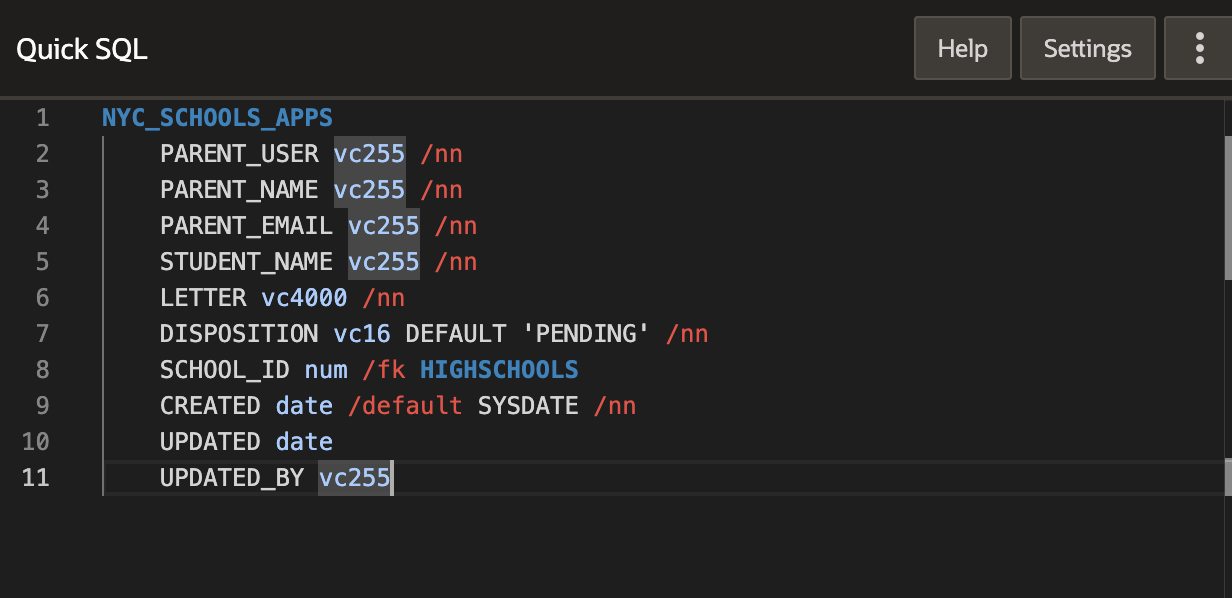 Quick SQL
Help
Settings
1 NYC_SCHOOLS_APPS
2 PARENT_USER vc255 /nn
3 PARENT_NAME vc255 /nn
4 PARENT_EMAIL vc255 /nn
5 STUDENT_NAME vc255 /nn
6 LETTER vc4000 /nn
7 DISPOSITION vc16 DEFAULT 'PENDING' /nn
8 SCHOOL_ID num /fk HIGHSCHOOLS
9 CREATED date /default SYSDATE /nn
10 UPDATED date
11 UPDATED_BY vc255